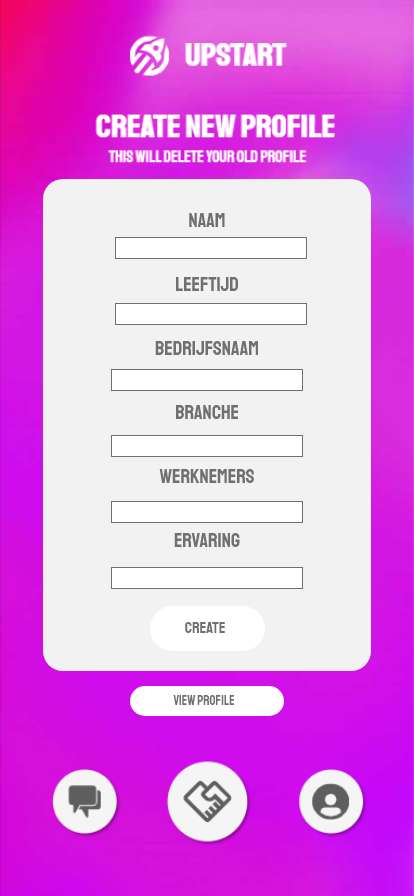 UPSTART
CREATE NEW PROFILE
THIS WILL DELETE YOUR OLD PROFILE
NAAM
LEEFTIJD
BEDRIJFSNAAM
BRANCHE
WERKNEMERS
ERVARING
CREATE
VIEW PROFILE